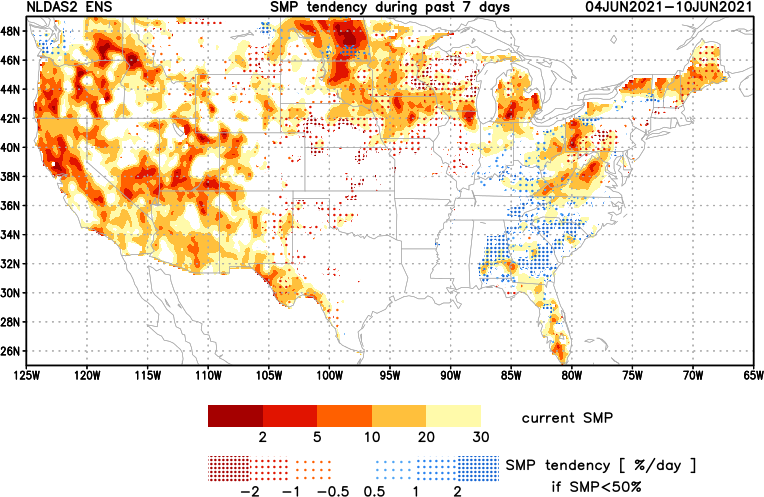 NLDAS2 ENS SMP tendency during past 7 days 04JUN2021-10JUN2021
48N
46N
44N
42N
40N
38N
36N
34N
32N
30N
28N
26N
125W 120W 115W 110W 105W 100W 95W 90W 85W 80W 75W 70W 65W
current SMP
2 5 10 20 30
SMP tendency [ %/day ]
-2 -1 -0.5 0.5 1 2 if SMP<50%